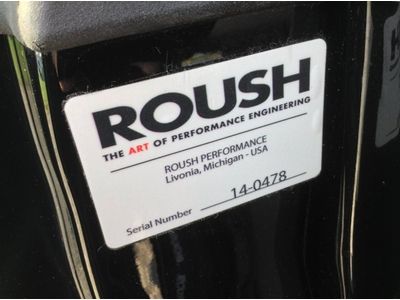 ROUSH
THE ART OF PERFORMANCE ENGINEERING
ROUSH PERFORMANCE
Livonia, Michigan - USA
Serial Number 14-0478